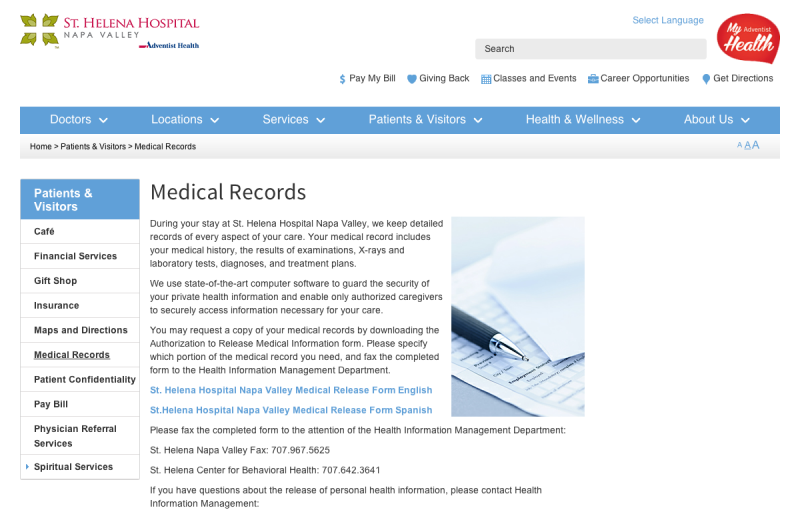 St. Helena Hospital
NAPA VALLEY
Adventist Health
Select Language
My Adventist
Health
Search
Pay My Bill
Giving Back
Classes and Events
Career Opportunities
Get Directions
Doctors
Locations
Services
Patients & Visitors
Health & Wellness
About Us
Home > Patients & Visitors > Medical Records
A A A
Patients &
Visitors
Café
Financial Services
Gift Shop
Insurance
Maps and Directions
Medical Records
Patient Confidentiality
Pay Bill
Physician Referral
Services
Spiritual Services
Medical Records
During your stay at St. Helena Hospital Napa Valley, we keep detailed
records of every aspect of your care. Your medical record includes
your medical history, the results of examinations, X-rays and
laboratory tests, diagnoses, and treatment plans.
We use state-of-the-art computer software to guard the security of
your private health information and enable only authorized caregivers
to securely access information necessary for your care.
You may request a copy of your medical records by downloading the
Authorization to Release Medical Information form. Please specify
which portion of the medical record you need, and fax the completed
form to the Health Information Management Department.
St. Helena Hospital Napa Valley Medical Release Form English
St.Helena Hospital Napa Valley Medical Release Form Spanish
Please fax the completed form to the attention of the Health Information Management Department:
St. Helena Napa Valley Fax: 707.967.5625
St. Helena Center for Behavioral Health: 707.642.3641
If you have questions about the release of personal health information, please contact Health
Information Management: